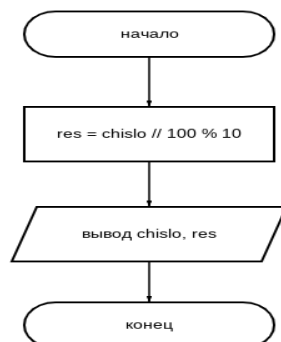 начало
res = chislo // 100 % 10
вывод chislo, res
конец